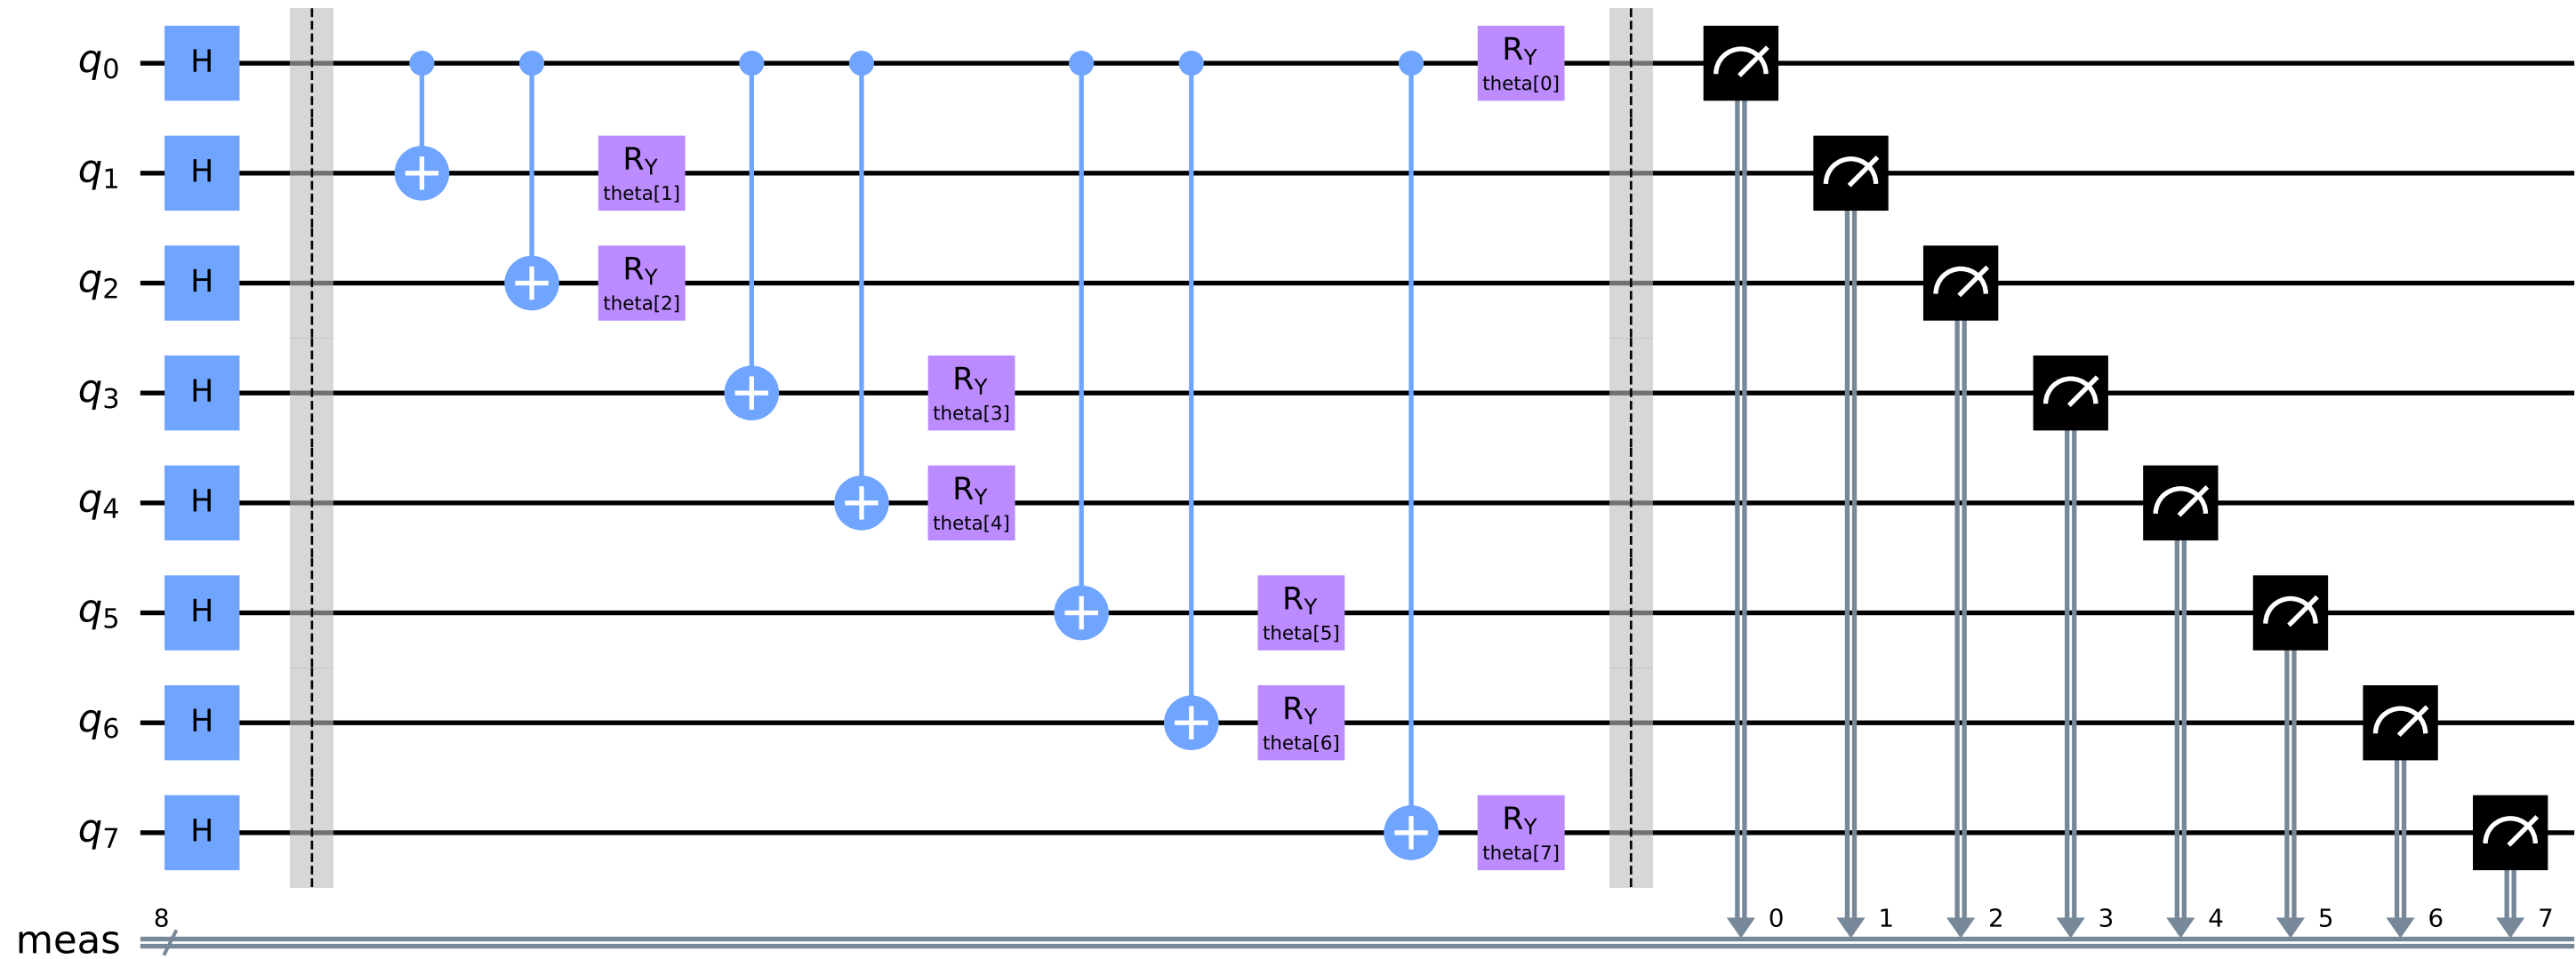 q0 H RY theta[0]
q1 H RY theta[1]
q2 H RY theta[2]
q3 H RY theta[3]
q4 H RY theta[4]
q5 H RY theta[5]
q6 H RY theta[6]
q7 H RY theta[7]
8 0 1 2 3 4 5 6 7
meas